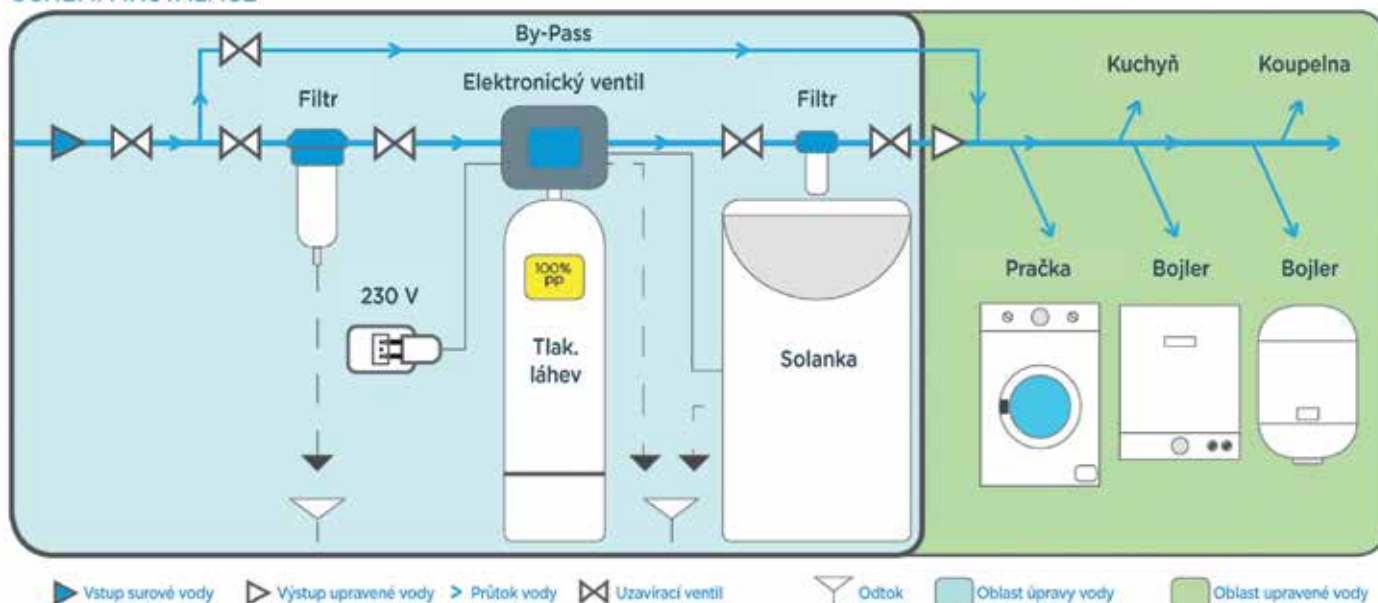 By-Pass
Elektronický ventil
Filtr
Filtr
Kuchyň
Koupelna
230 V
100%
PP
Tlak.
láhev
Solanka
Pračka
Bojler
Bojler
Vstup surové vody
Výstup upravené vody
Průtok vody
Uzavírací ventil
Odtok
Oblast úpravy vody
Oblast upravené vody